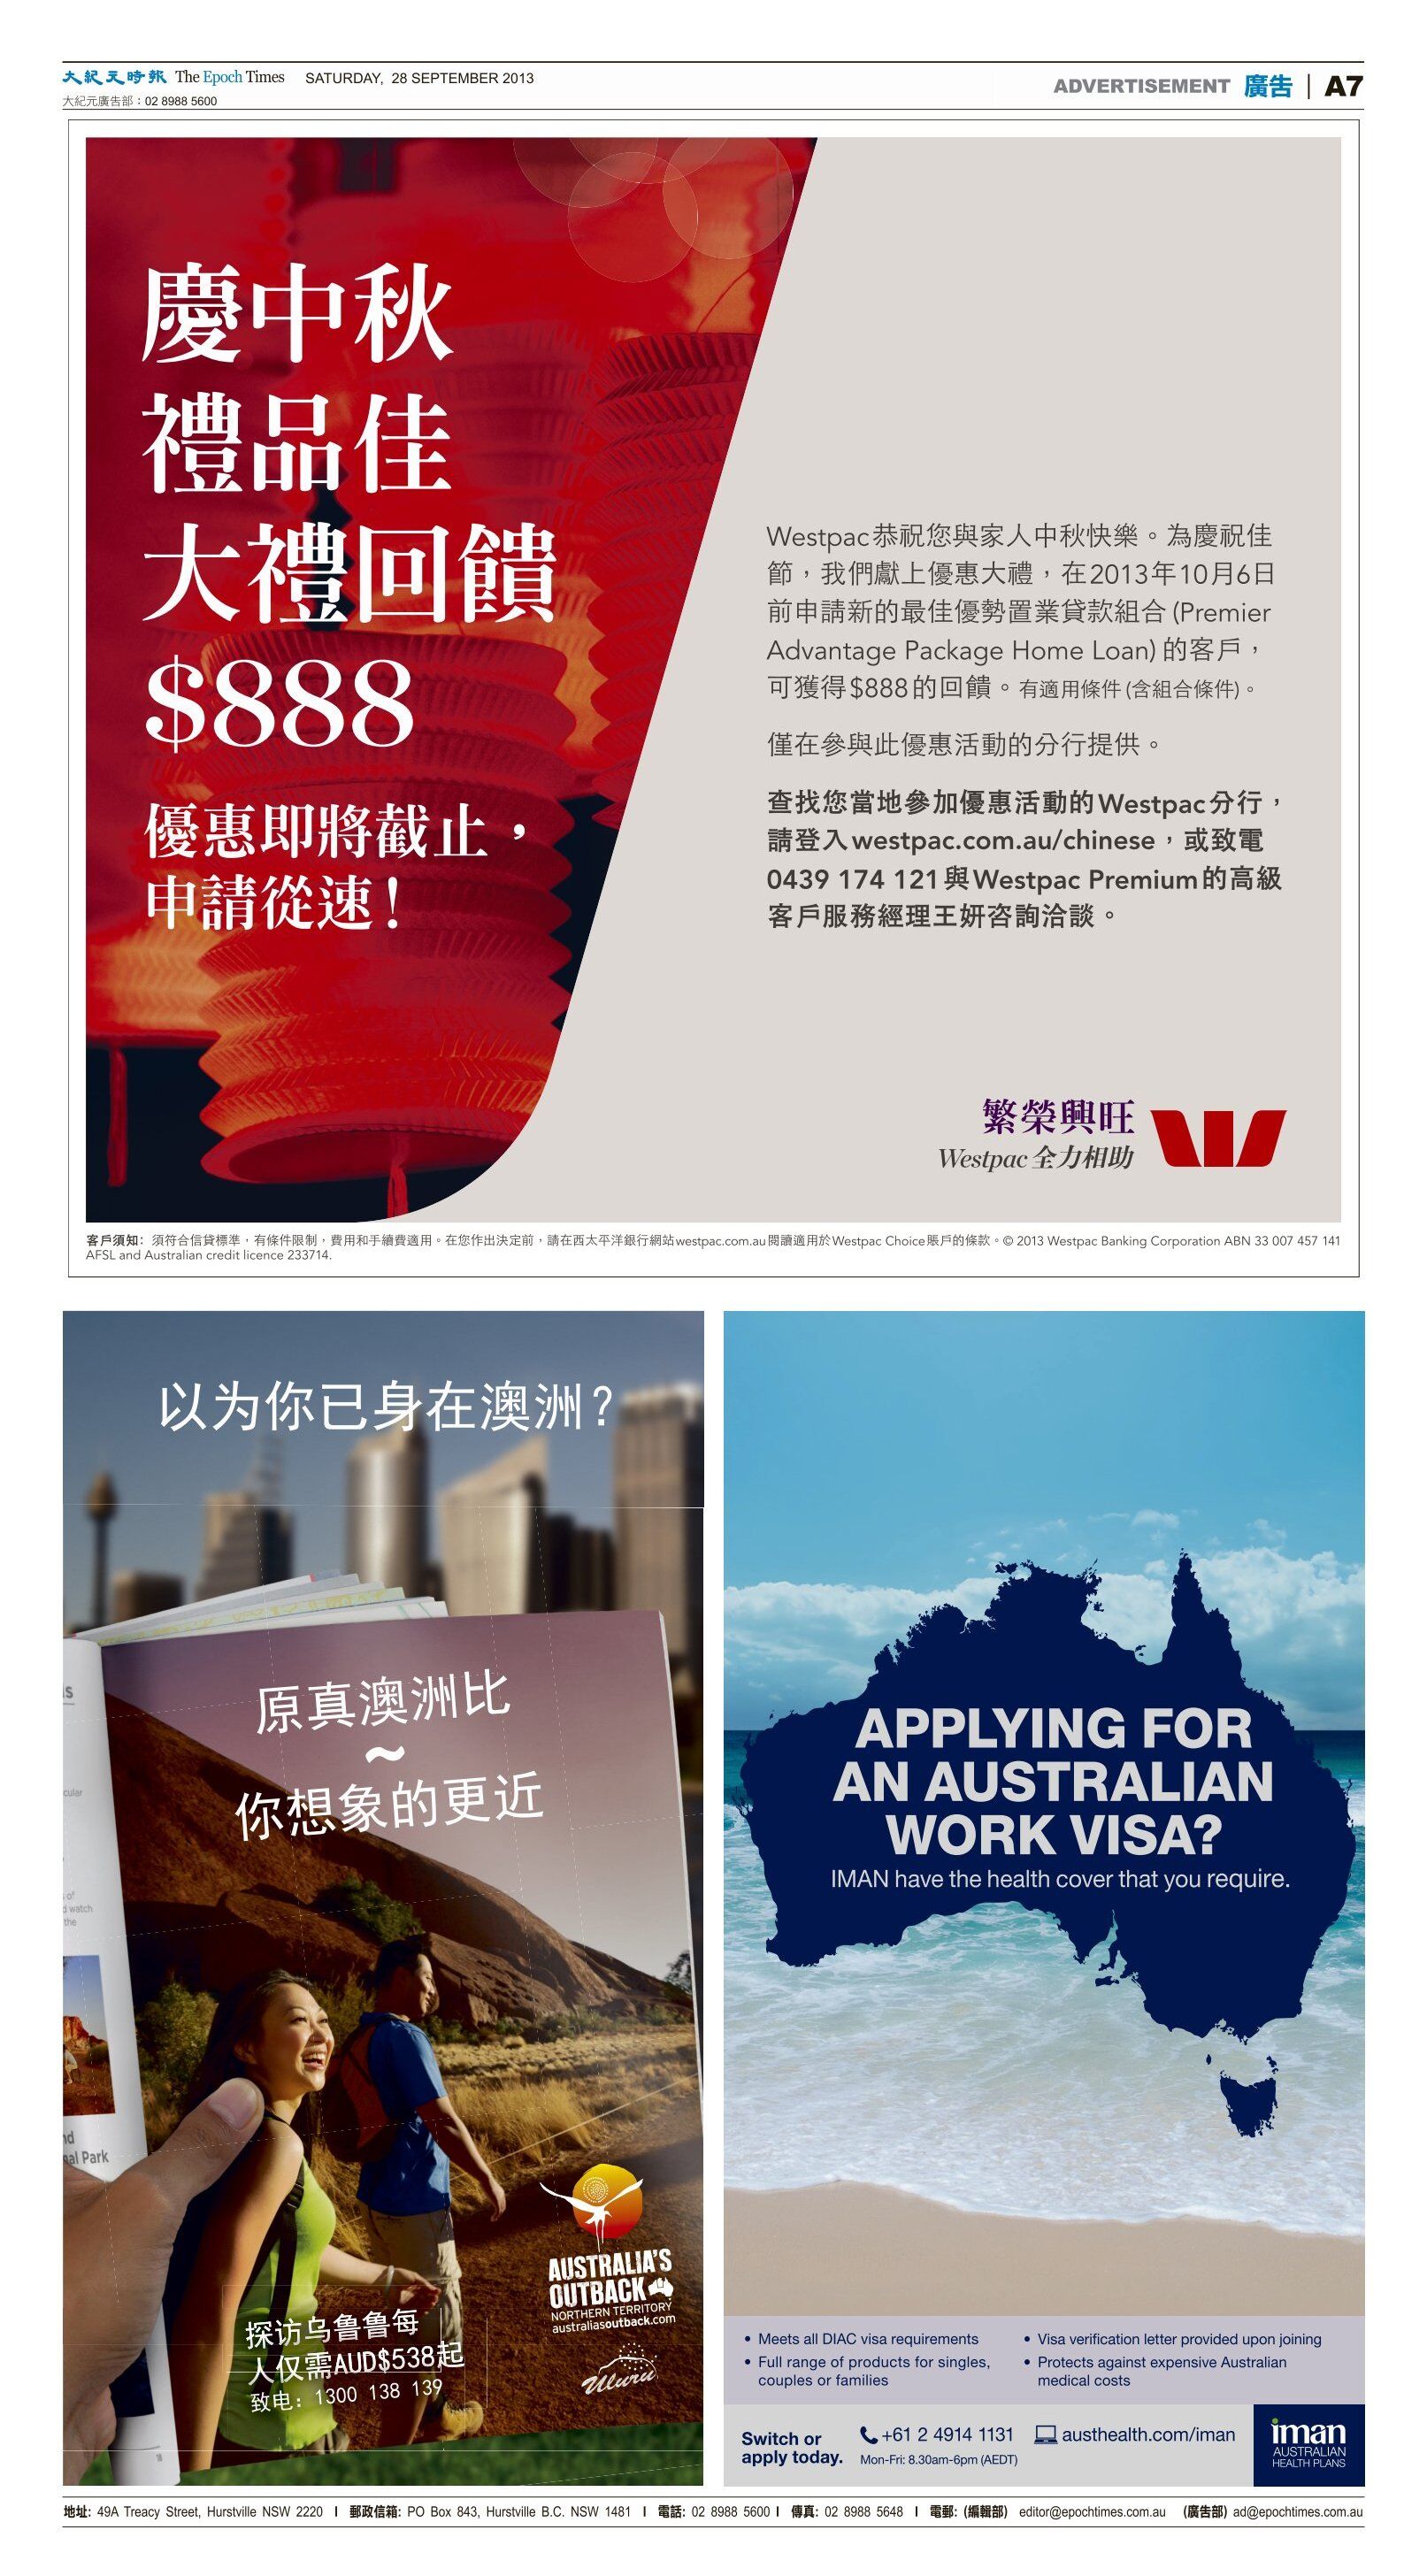 大紀元時報 The Epoch Times SATURDAY, 28 SEPTEMBER 2013
大紀元廣告部：02 8988 5600
ADVERTISEMENT 廣告 | A7
慶中秋
禮品佳
大禮回饋
$888
優惠即將截止，
申請從速！
Westpac恭祝您與家人中秋快樂。為慶祝佳
節，我們獻上優惠大禮，在2013年10月6日
前申請新的最佳優勢置業貸款組合 (Premier
Advantage Package Home Loan) 的客戶，
可獲得$888的回饋。有適用條件 (含組合條件)。
僅在參與此優惠活動的分行提供。
查找您當地參加優惠活動的Westpac分行，
請登入westpac.com.au/chinese，或致電
0439 174 121與Westpac Premium的高級
客戶服務經理王妍咨詢洽談。
繁榮興旺
Westpac 全力相助
客戶須知：須符合信貸標準，有條件限制，費用和手續費適用。在您作出決定前，請在西太平洋銀行網站westpac.com.au閱讀適用於Westpac Choice賬戶的條款。© 2013 Westpac Banking Corporation ABN 33 007 457 141
AFSL and Australian credit licence 233714.
以为你已身在澳洲？
原真澳洲比
~
你想象的更近
cular
of
d watch
the
nd
nal Park
AUSTRALIA'S
OUTBACK
NORTHERN TERRITORY
australiasoutback.com
Uluru
探访乌鲁鲁每
人仅需AUD$538起
致电：1300 138 139
APPLYING FOR
AN AUSTRALIAN
WORK VISA?
IMAN have the health cover that you require.
• Meets all DIAC visa requirements
• Full range of products for singles,
couples or families
• Visa verification letter provided upon joining
• Protects against expensive Australian
medical costs
Switch or
apply today.
+61 2 4914 1131
Mon-Fri: 8.30am-6pm (AEDT)
austhealth.com/iman
iman
AUSTRALIAN
HEALTH PLANS
地址: 49A Treacy Street, Hurstville NSW 2220 | 郵政信箱: PO Box 843, Hurstville B.C. NSW 1481 | 電話: 02 8988 5600 | 傳真: 02 8988 5648 | 電郵: (編輯部) editor@epochtimes.com.au (廣告部) ad@epochtimes.com.au